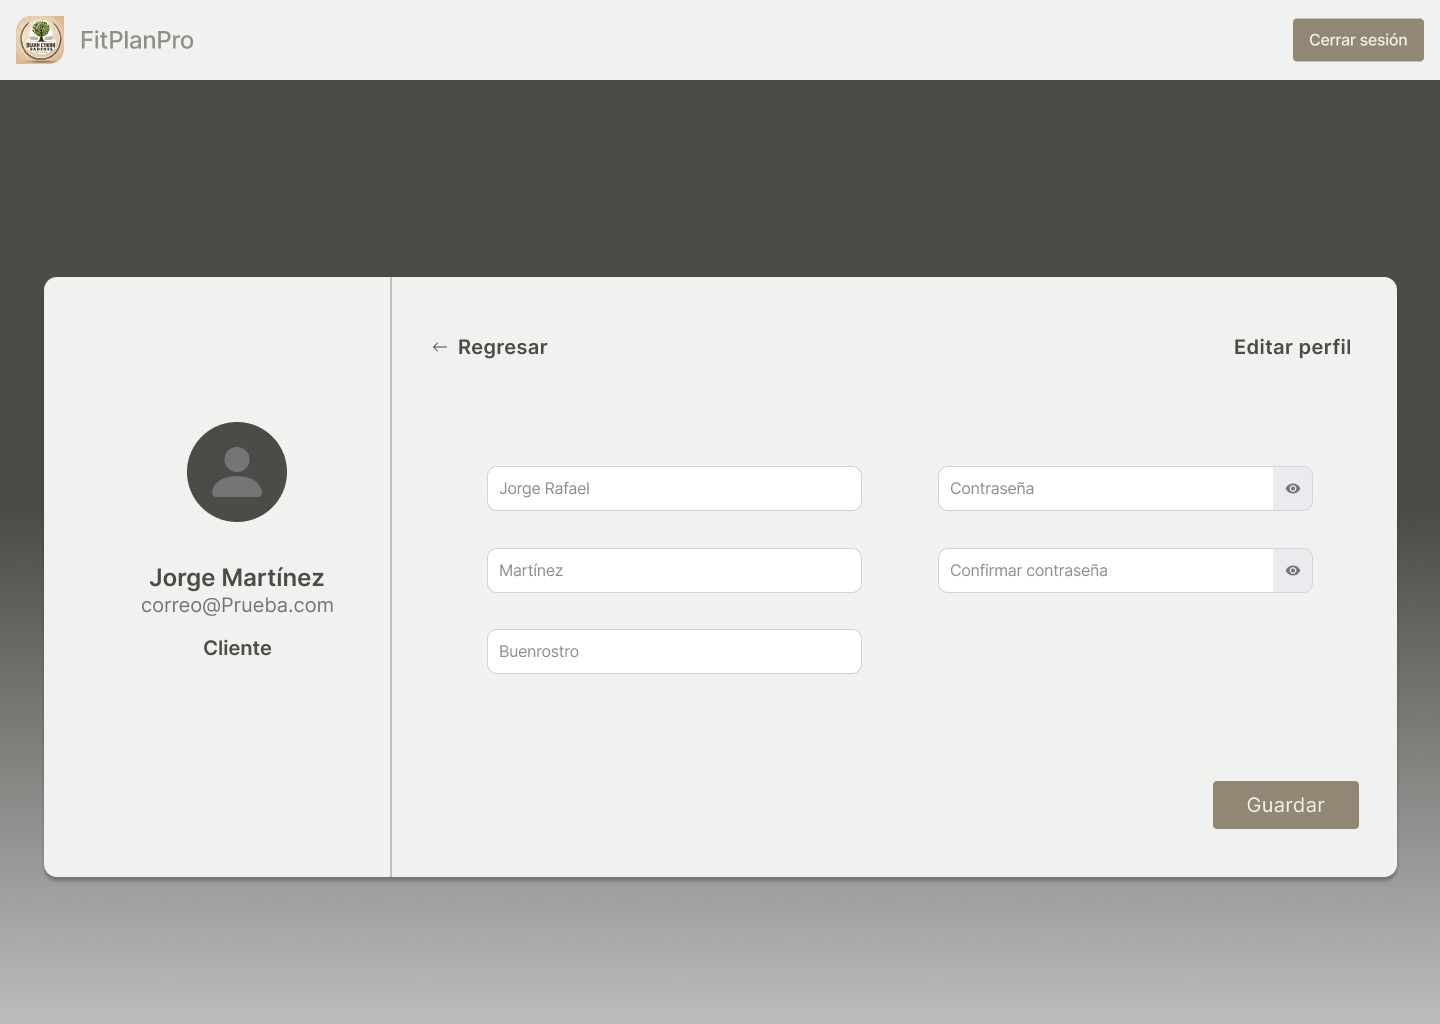 FitPlanPro
Cerrar sesión
Regresar
Editar perfil
Jorge Martínez
correo@Prueba.com
Cliente
Jorge Rafael
Contraseña
Martínez
Confirmar contraseña
Buenrostro
Guardar